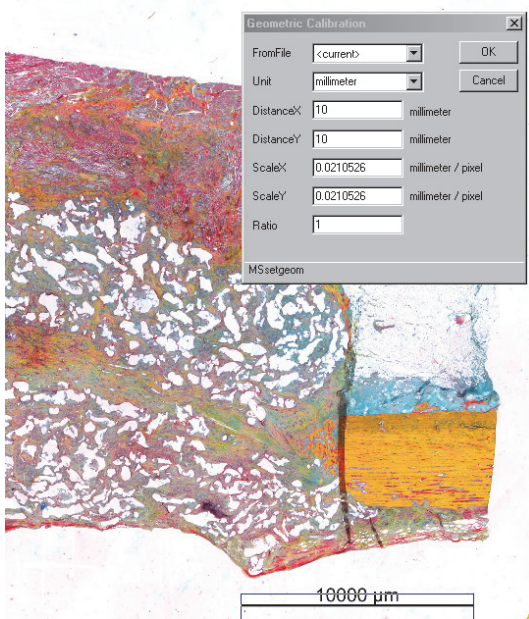 Geometric Calibration
FromFile <current> OK
Unit millimeter Cancel
DistanceX 10 millimeter
DistanceY 10 millimeter
ScaleX 0.0210526 millimeter / pixel
ScaleY 0.0210526 millimeter / pixel
Ratio 1
MSsetgeom
10000 µm